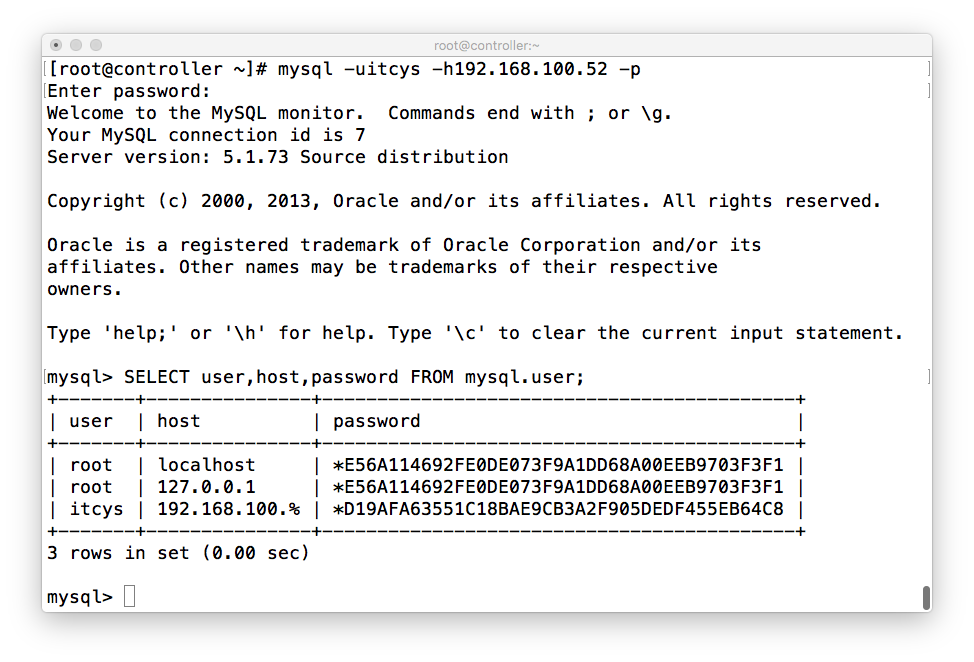 root@controller:~
[root@controller ~]# mysql -uitcys -h192.168.100.52 -p
Enter password:
Welcome to the MySQL monitor.  Commands end with ; or \g.
Your MySQL connection id is 7
Server version: 5.1.73 Source distribution

Copyright (c) 2000, 2013, Oracle and/or its affiliates. All rights reserved.

Oracle is a registered trademark of Oracle Corporation and/or its
affiliates. Other names may be trademarks of their respective
owners.

Type 'help;' or '\h' for help. Type '\c' to clear the current input statement.

mysql> SELECT user,host,password FROM mysql.user;
+-------+---------------+-------------------------------------------+
| user  | host          | password                                  |
+-------+---------------+-------------------------------------------+
| root  | localhost     | *E56A114692FE0DE073F9A1DD68A00EEB9703F3F1 |
| root  | 127.0.0.1     | *E56A114692FE0DE073F9A1DD68A00EEB9703F3F1 |
| itcys | 192.168.100.% | *D19AFA63551C18BAE9CB3A2F905DEDF455EB64C8 |
+-------+---------------+-------------------------------------------+
3 rows in set (0.00 sec)

mysql>